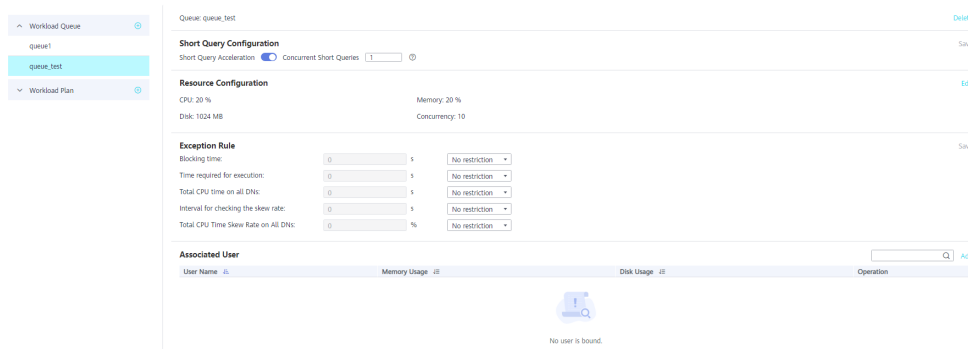 Workload Queue
queue1
queue_test
Workload Plan
Queue: queue_test
Short Query Configuration
Short Query Acceleration Concurrent Short Queries 1
Resource Configuration
CPU: 20 % Memory: 20 %
Disk: 1024 MB Concurrency: 10
Exception Rule
Blocking time: 0 s No restriction
Time required for execution: 0 s No restriction
Total CPU time on all DNs: 0 s No restriction
Interval for checking the skew rate: 0 s No restriction
Total CPU Time Skew Rate on All DNs: 0 % No restriction
Associated User
User Name Memory Usage Disk Usage Operation
No user is bound.